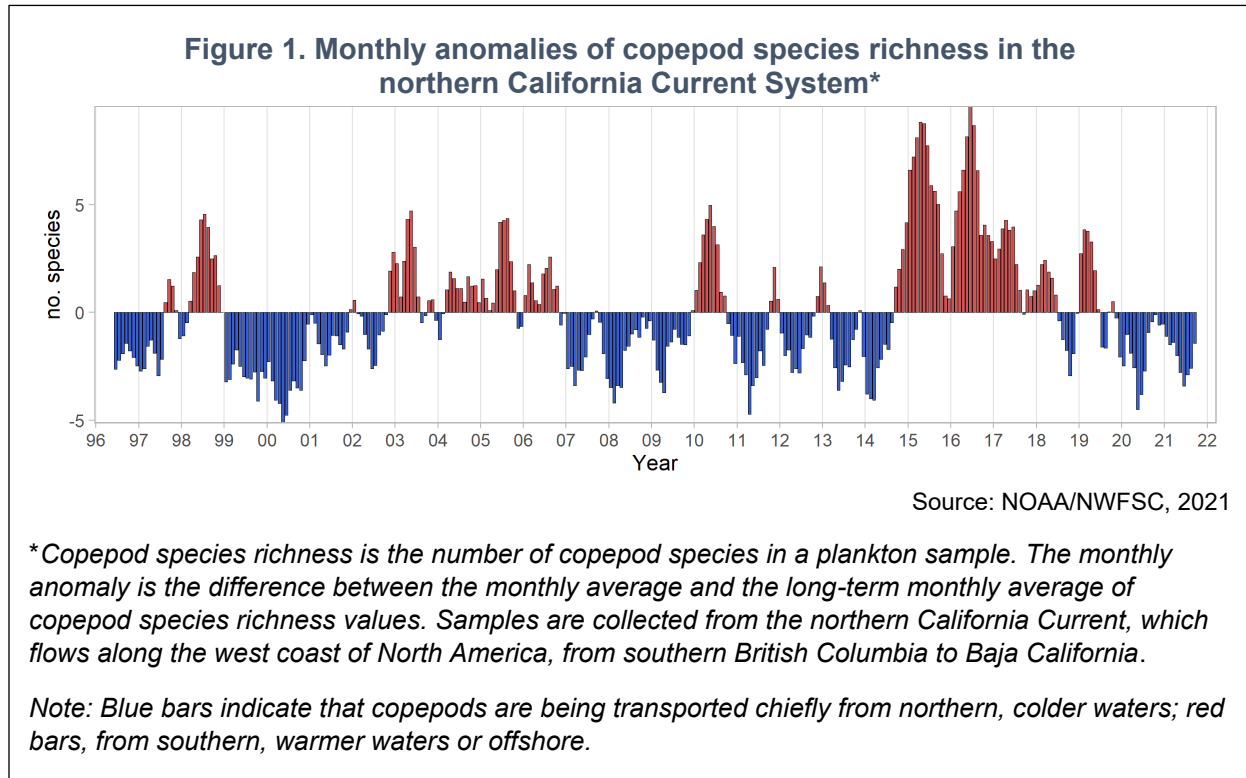 Figure 1. Monthly anomalies of copepod species richness in the
northern California Current System*
no. species
5
0
-5
96 97 98 99 00 01 02 03 04 05 06 07 08 09 10 11 12 13 14 15 16 17 18 19 20 21 22
Year
Source: NOAA/NWFSC, 2021
*Copepod species richness is the number of copepod species in a plankton sample. The monthly
anomaly is the difference between the monthly average and the long-term monthly average of
copepod species richness values. Samples are collected from the northern California Current, which
flows along the west coast of North America, from southern British Columbia to Baja California.
Note: Blue bars indicate that copepods are being transported chiefly from northern, colder waters; red
bars, from southern, warmer waters or offshore.